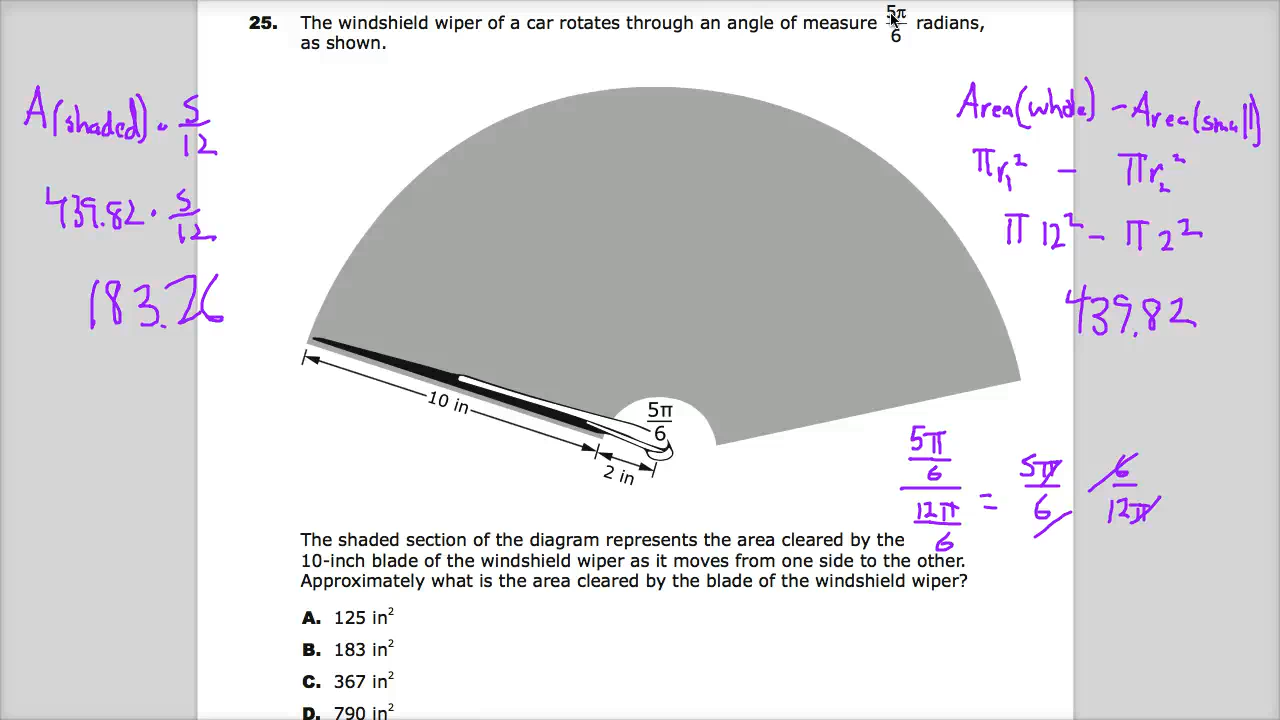 25. The windshield wiper of a car rotates through an angle of measure 5π/6 radians,
as shown.
A(shaded) · 5/12
439.82 · 5/12
183.26
Area(whole) - Area(small)
πr₁² - πr₂²
π 12² - π 2²
439.82
10 in
2 in
5π/6
5π/6 / 12π/6 = 5π/6 6/12π
The shaded section of the diagram represents the area cleared by the
10-inch blade of the windshield wiper as it moves from one side to the other.
Approximately what is the area cleared by the blade of the windshield wiper?
A. 125 in²
B. 183 in²
C. 367 in²
D. 790 in²